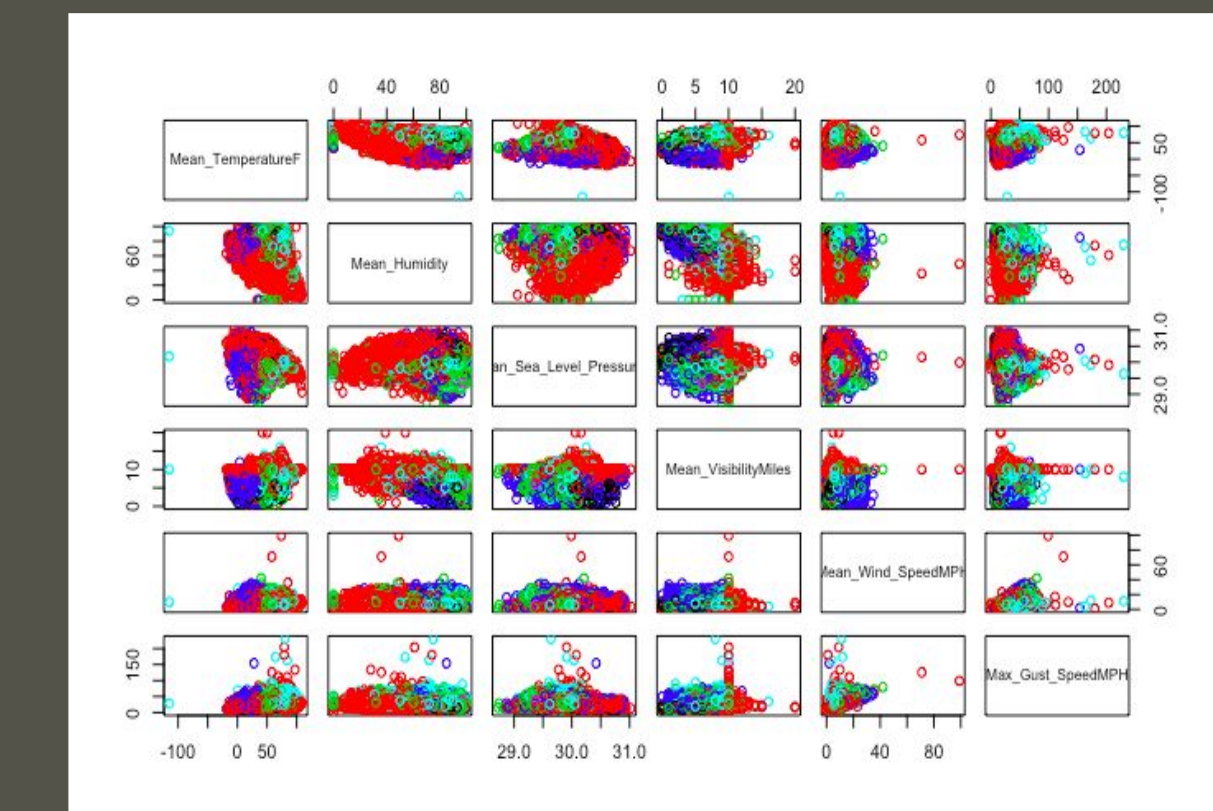 0 40 80 0 5 10 20 0 100 200
Mean_TemperatureF
-100 50
0 60
Mean_Humidity
an_Sea_Level_Pressur
29.0 31.0
0 10
Mean_VisibilityMiles
Mean_Wind_SpeedMPH
0 60
0 150
Max_Gust_SpeedMPH
-100 0 50 29.0 30.0 31.0 0 40 80